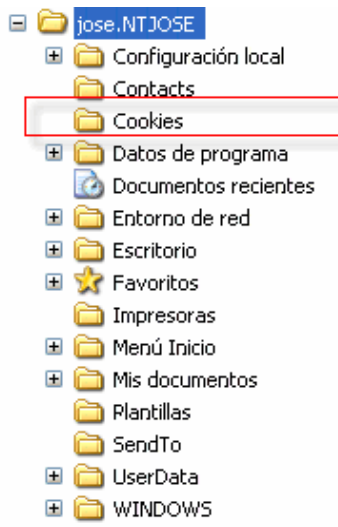 jose.NTJOSE
Configuración local
Contacts
Cookies
Datos de programa
Documentos recientes
Entorno de red
Escritorio
Favoritos
Impresoras
Menú Inicio
Mis documentos
Plantillas
SendTo
UserData
WINDOWS